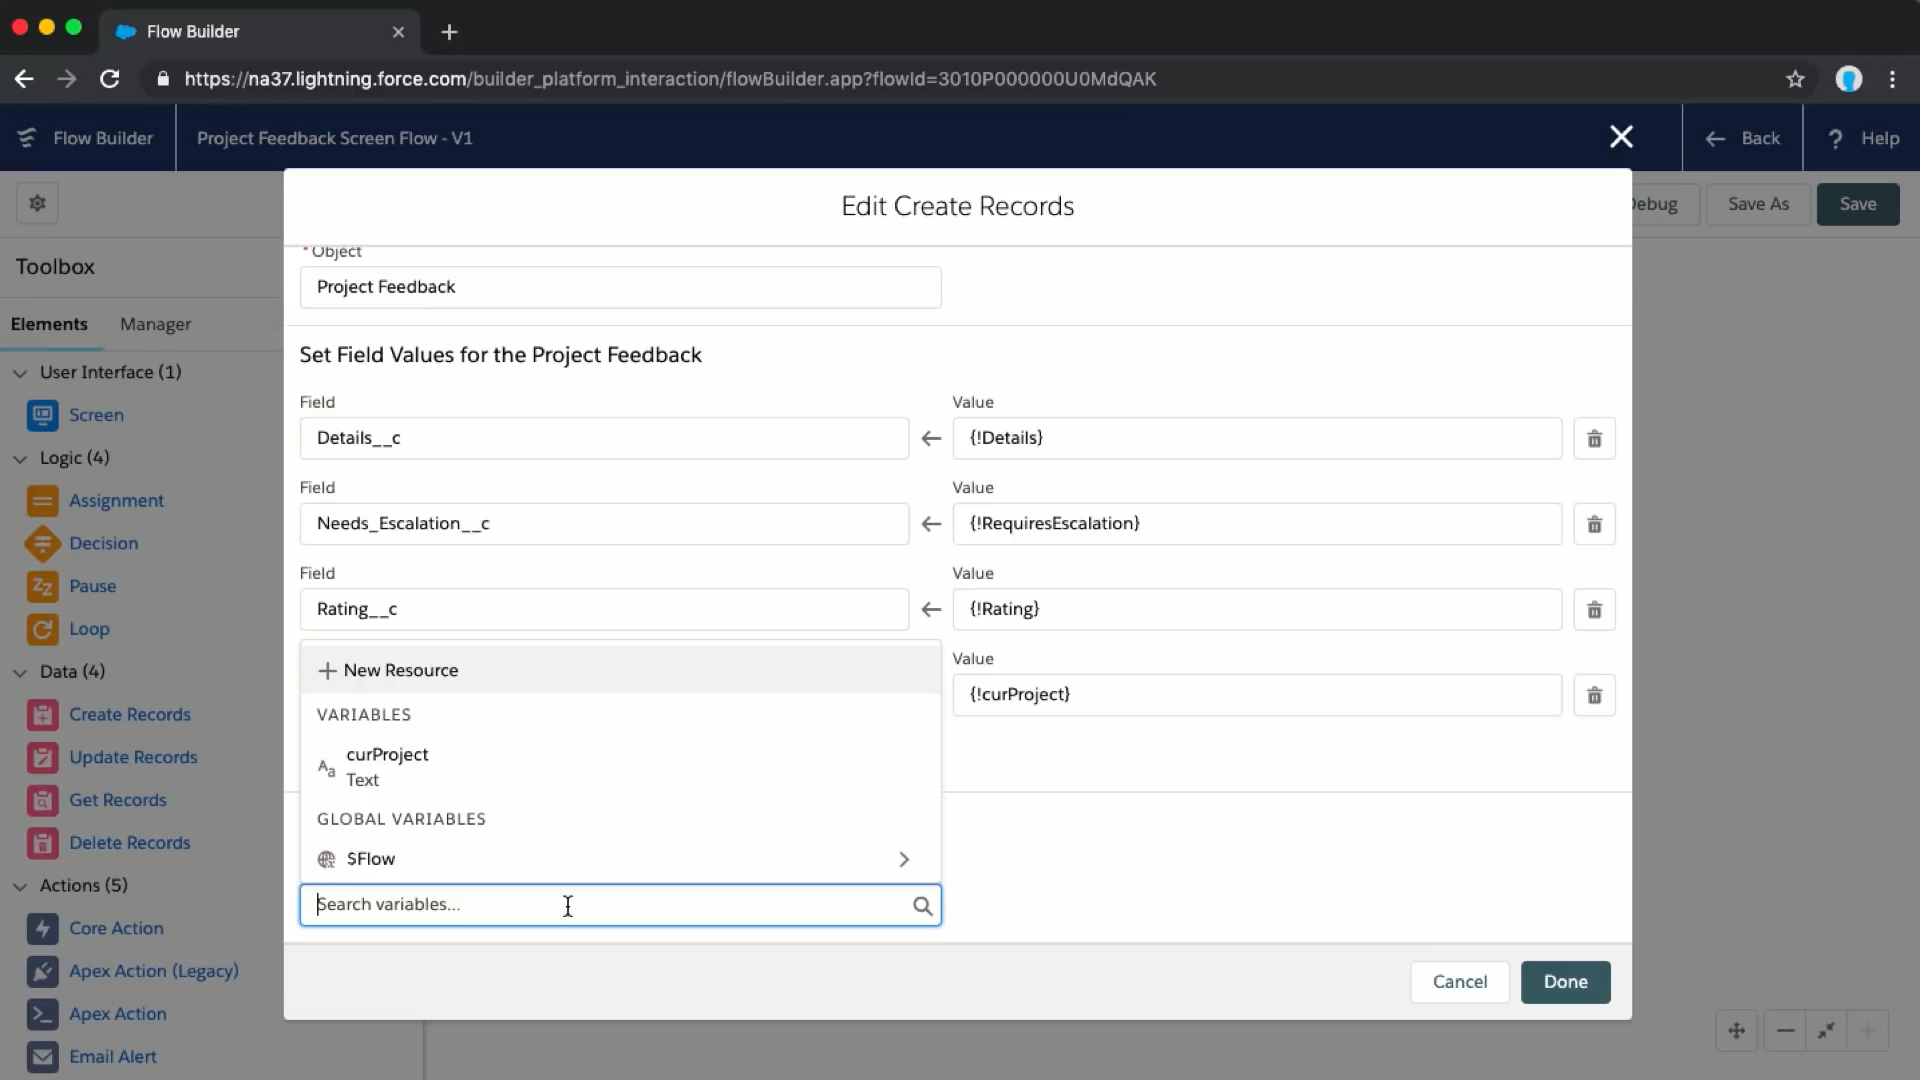 Flow Builder
https://na37.lightning.force.com/builder_platform_interaction/flowBuilder.app?flowId=3010P000000U0MdQAK
Flow Builder
Project Feedback Screen Flow - V1
Back
? Help
Edit Create Records
Debug
Save As
Save
Toolbox
Elements
Manager
User Interface (1)
Screen
Logic (4)
Assignment
Decision
Pause
Loop
Data (4)
Create Records
Update Records
Get Records
Delete Records
Actions (5)
Core Action
Apex Action (Legacy)
Apex Action
Email Alert
* Object
Project Feedback
Set Field Values for the Project Feedback
Field
Value
Details__c
{!Details}
Field
Value
Needs_Escalation__c
{!RequiresEscalation}
Field
Value
Rating__c
{!Rating}
Value
{!curProject}
+ New Resource
VARIABLES
Aa
curProject
Text
GLOBAL VARIABLES
$Flow
Search variables...
Cancel
Done